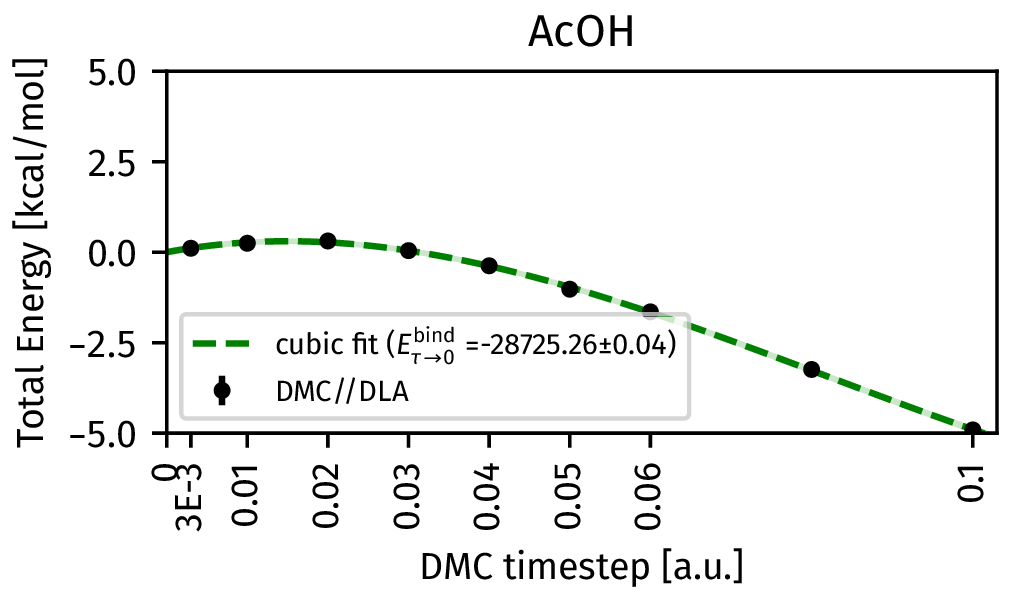 AcOH
Total Energy [kcal/mol]
5.0
2.5
0.0
−2.5
−5.0
cubic fit (E^bind_τ→0 =-28725.26±0.04)
DMC//DLA
0
3E-3
0.01
0.02
0.03
0.04
0.05
0.06
0.1
DMC timestep [a.u.]